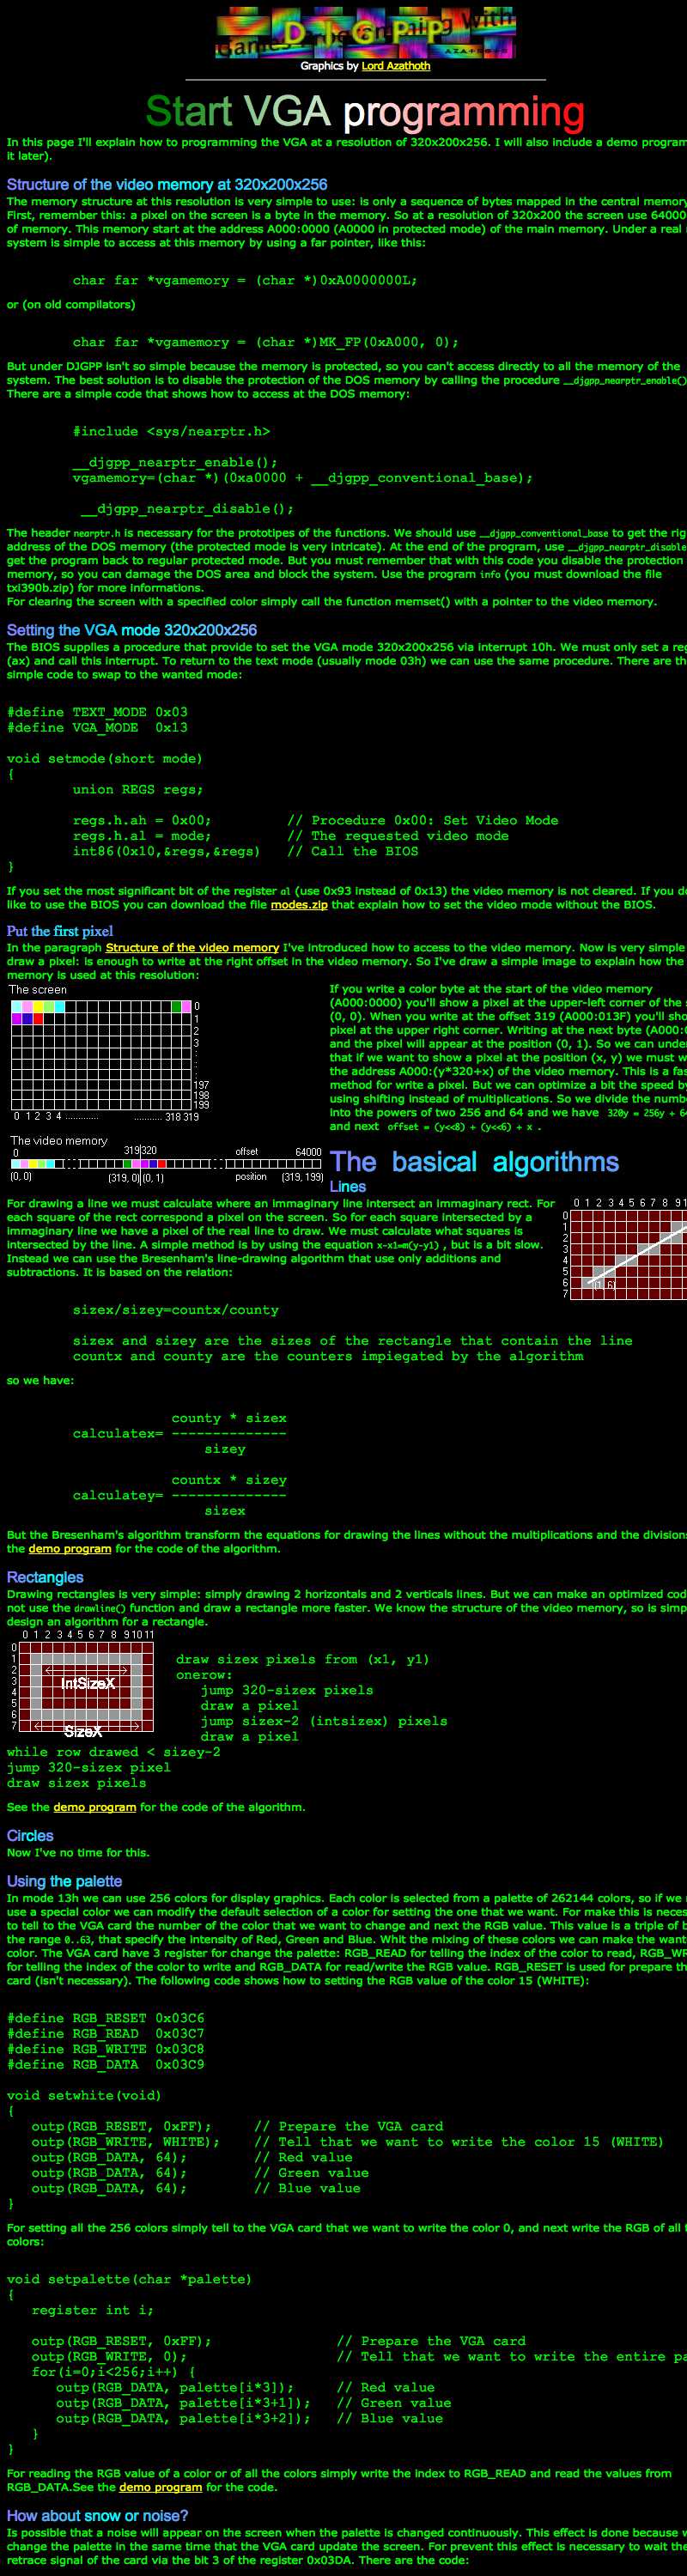 Games Programming With
DJGPP
Graphics by Lord Azathoth
Start VGA programming
In this page I'll explain how to programming the VGA at a resolution of 320x200x256. I will also include a demo program
it later).
Structure of the video memory at 320x200x256
The memory structure at this resolution is very simple to use: is only a sequence of bytes mapped in the central memory
First, remember this: a pixel on the screen is a byte in the memory. So at a resolution of 320x200 the screen use 64000
of memory. This memory start at the address A000:0000 (A0000 in protected mode) of the main memory. Under a real
system is simple to access at this memory by using a far pointer, like this:
char far *vgamemory = (char *)0xA0000000L;
or (on old compilators)
char far *vgamemory = (char *)MK_FP(0xA000, 0);
But under DJGPP isn't so simple because the memory is protected, so you can't access directly to all the memory of the
system. The best solution is to disable the protection of the DOS memory by calling the procedure __djgpp_nearptr_enable()
There are a simple code that shows how to access at the DOS memory:
#include <sys/nearptr.h>
__djgpp_nearptr_enable();
vgamemory=(char *)(0xa0000 + __djgpp_conventional_base);
__djgpp_nearptr_disable();
The header nearptr.h is necessary for the prototipes of the functions. We should use __djgpp_conventional_base to get the rig
address of the DOS memory (the protected mode is very intricate). At the end of the program, use __djgpp_nearptr_disable
get the program back to regular protected mode. But you must remember that with this code you disable the protection
memory, so you can damage the DOS area and block the system. Use the program info (you must download the file
txi390b.zip) for more informations.
For clearing the screen with a specified color simply call the function memset() with a pointer to the video memory.
Setting the VGA mode 320x200x256
The BIOS supplies a procedure that provide to set the VGA mode 320x200x256 via interrupt 10h. We must only set a reg
(ax) and call this interrupt. To return to the text mode (usually mode 03h) we can use the same procedure. There are th
simple code to swap to the wanted mode:
#define TEXT_MODE 0x03
#define VGA_MODE  0x13
void setmode(short mode)
{
union REGS regs;
regs.h.ah = 0x00;         // Procedure 0x00: Set Video Mode
regs.h.al = mode;         // The requested video mode
int86(0x10,&regs,&regs)   // Call the BIOS
}
If you set the most significant bit of the register al (use 0x93 instead of 0x13) the video memory is not cleared. If you do
like to use the BIOS you can download the file modes.zip that explain how to set the video mode without the BIOS.
Put the first pixel
In the paragraph Structure of the video memory I've introduced how to access to the video memory. Now is very simple
draw a pixel: is enough to write at the right offset in the video memory. So I've draw a simple image to explain how the
memory is used at this resolution:
The screen
0
1
2
3
:
:
:
197
198
199
0 1 2 3 4 ............ .......... 318 319
The video memory
0 319 320 offset 64000
(0, 0) (319, 0) (0, 1) position (319, 199)
If you write a color byte at the start of the video memory
(A000:0000) you'll show a pixel at the upper-left corner of the s
(0, 0). When you write at the offset 319 (A000:013F) you'll sho
pixel at the upper right corner. Writing at the next byte (A000:0
and the pixel will appear at the position (0, 1). So we can under
that if we want to show a pixel at the position (x, y) we must w
the address A000:(y*320+x) of the video memory. This is a fas
method for write a pixel. But we can optimize a bit the speed by
using shifting instead of multiplications. So we divide the numbe
into the powers of two 256 and 64 and we have 320y = 256y + 6
and next offset = (y<<8) + (y<<6) + x .
The basical algorithms
Lines
For drawing a line we must calculate where an immaginary line intersect an immaginary rect. For
each square of the rect correspond a pixel on the screen. So for each square intersected by a
immaginary line we have a pixel of the real line to draw. We must calculate what squares is
intersected by the line. A simple method is by using the equation x-x1=m(y-y1) , but is a bit slow.
Instead we can use the Bresenham's line-drawing algorithm that use only additions and
subtractions. It is based on the relation:
0 1 2 3 4 5 6 7 8 9 1
0
1
2
3
4
5
6
7
(1, 6)
sizex/sizey=countx/county
sizex and sizey are the sizes of the rectangle that contain the line
countx and county are the counters impiegated by the algorithm
so we have:
county * sizex
calculatex= --------------
sizey
countx * sizey
calculatey= --------------
sizex
But the Bresenham's algorithm transform the equations for drawing the lines without the multiplications and the divisions
the demo program for the code of the algorithm.
Rectangles
Drawing rectangles is very simple: simply drawing 2 horizontals and 2 verticals lines. But we can make an optimized cod
not use the drawline() function and draw a rectangle more faster. We know the structure of the video memory, so is simp
design an algorithm for a rectangle.
0 1 2 3 4 5 6 7 8 9 10 11
0
1
2
3
4
5
6
7
IntSizeX
SizeX
draw sizex pixels from (x1, y1)
onerow:
jump 320-sizex pixels
draw a pixel
jump sizex-2 (intsizex) pixels
draw a pixel
while row drawed < sizey-2
jump 320-sizex pixel
draw sizex pixels
See the demo program for the code of the algorithm.
Circles
Now I've no time for this.
Using the palette
In mode 13h we can use 256 colors for display graphics. Each color is selected from a palette of 262144 colors, so if we
use a special color we can modify the default selection of a color for setting the one that we want. For make this is neces
to tell to the VGA card the number of the color that we want to change and next the RGB value. This value is a triple of b
the range 0..63, that specify the intensity of Red, Green and Blue. Whit the mixing of these colors we can make the want
color. The VGA card have 3 register for change the palette: RGB_READ for telling the index of the color to read, RGB_WR
for telling the index of the color to write and RGB_DATA for read/write the RGB value. RGB_RESET is used for prepare th
card (isn't necessary). The following code shows how to setting the RGB value of the color 15 (WHITE):
#define RGB_RESET 0x03C6
#define RGB_READ  0x03C7
#define RGB_WRITE 0x03C8
#define RGB_DATA  0x03C9
void setwhite(void)
{
outp(RGB_RESET, 0xFF);     // Prepare the VGA card
outp(RGB_WRITE, WHITE);    // Tell that we want to write the color 15 (WHITE)
outp(RGB_DATA, 64);        // Red value
outp(RGB_DATA, 64);        // Green value
outp(RGB_DATA, 64);        // Blue value
}
For setting all the 256 colors simply tell to the VGA card that we want to write the color 0, and next write the RGB of all
colors:
void setpalette(char *palette)
{
register int i;
outp(RGB_RESET, 0xFF);               // Prepare the VGA card
outp(RGB_WRITE, 0);                  // Tell that we want to write the entire pa
for(i=0;i<256;i++) {
outp(RGB_DATA, palette[i*3]);     // Red value
outp(RGB_DATA, palette[i*3+1]);   // Green value
outp(RGB_DATA, palette[i*3+2]);   // Blue value
}
}
For reading the RGB value of a color or of all the colors simply write the index to RGB_READ and read the values from
RGB_DATA.See the demo program for the code.
How about snow or noise?
Is possible that a noise will appear on the screen when the palette is changed continuously. This effect is done because w
change the palette in the same time that the VGA card update the screen. For prevent this effect is necessary to wait the
retrace signal of the card via the bit 3 of the register 0x03DA. There are the code: